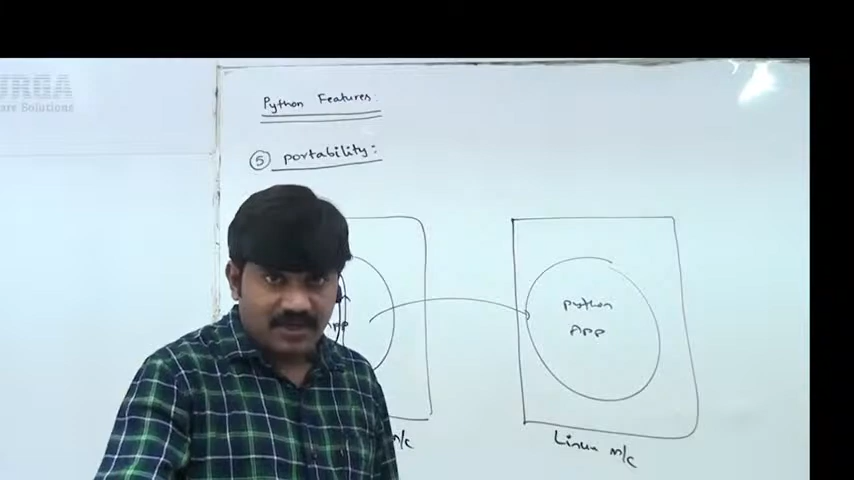 URGA
are Solutions
Python Features:
5 portability:
python
APP
Linux m/c